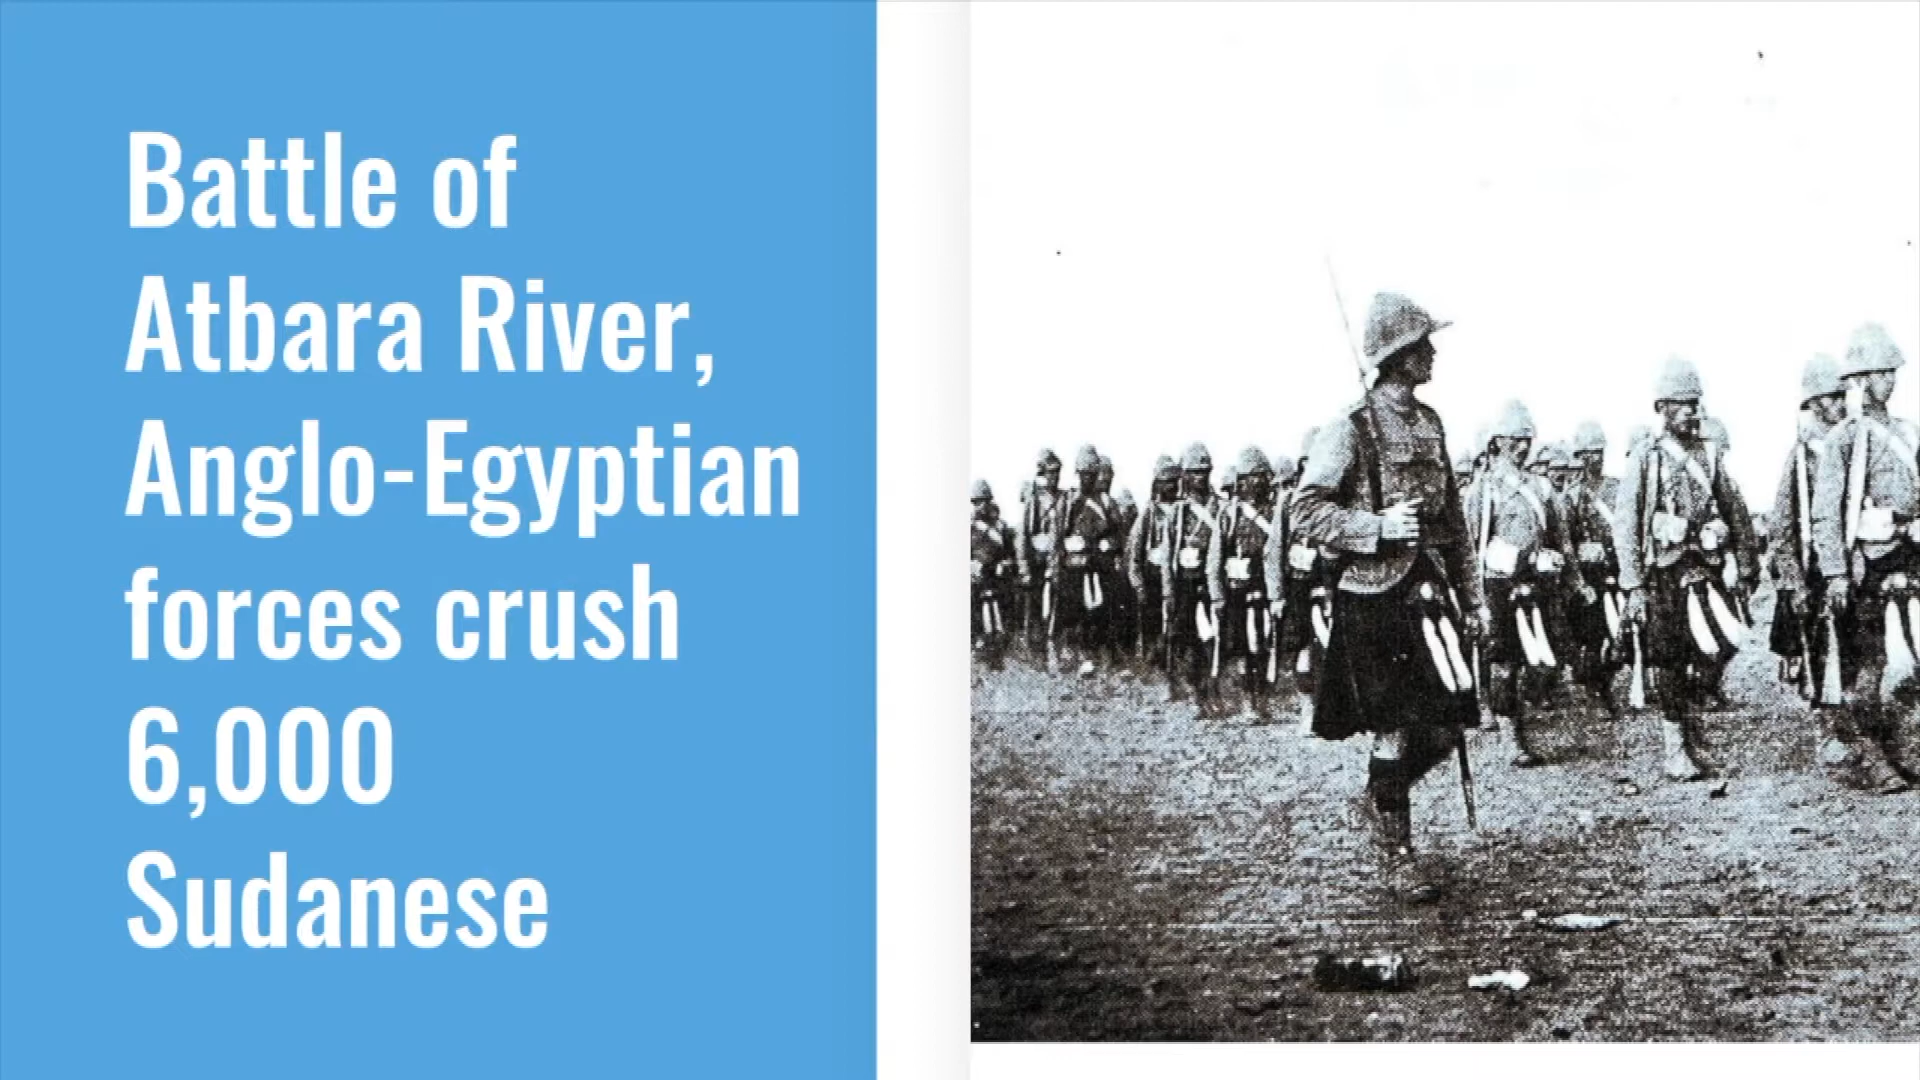 Battle of
Atbara River,
Anglo-Egyptian
forces crush
6,000
Sudanese